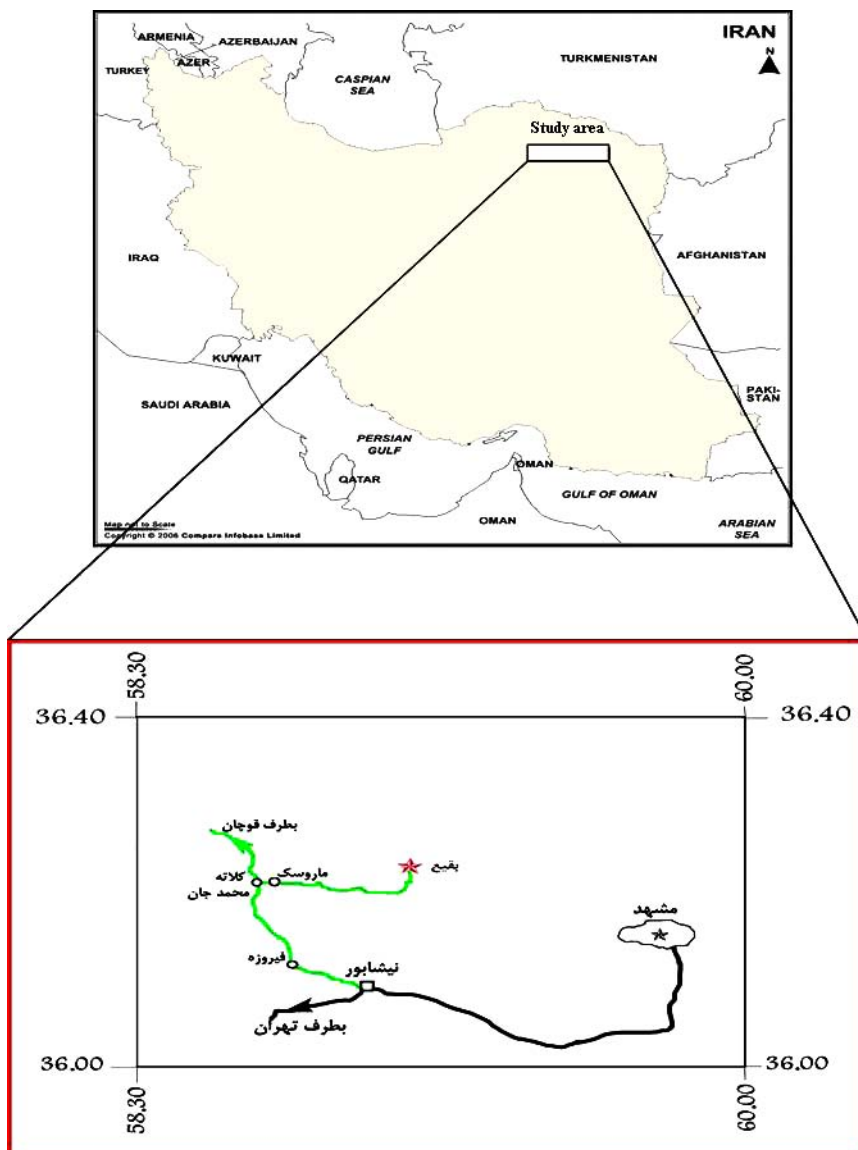 IRAN
ARMENIA
AZERBAIJAN
AZER
TURKEY
CASPIAN
SEA
TURKMENISTAN
N
Study area
IRAQ
AFGHANISTAN
KUWAIT
SAUDI ARABIA
PERSIAN
GULF
PAKI-
STAN
QATAR
OMAN
GULF OF OMAN
OMAN
ARABIAN
SEA
Map not to Scale
Copyright © 2006 Compare Infobase Limited
58.30
60.00
36.40
36.40
بطرف قوچان
ماروسک
بقیع
کلاته
محمد جان
مشهد
فیروزه
نیشابور
بطرف تهران
36.00
36.00
58.30
60.00